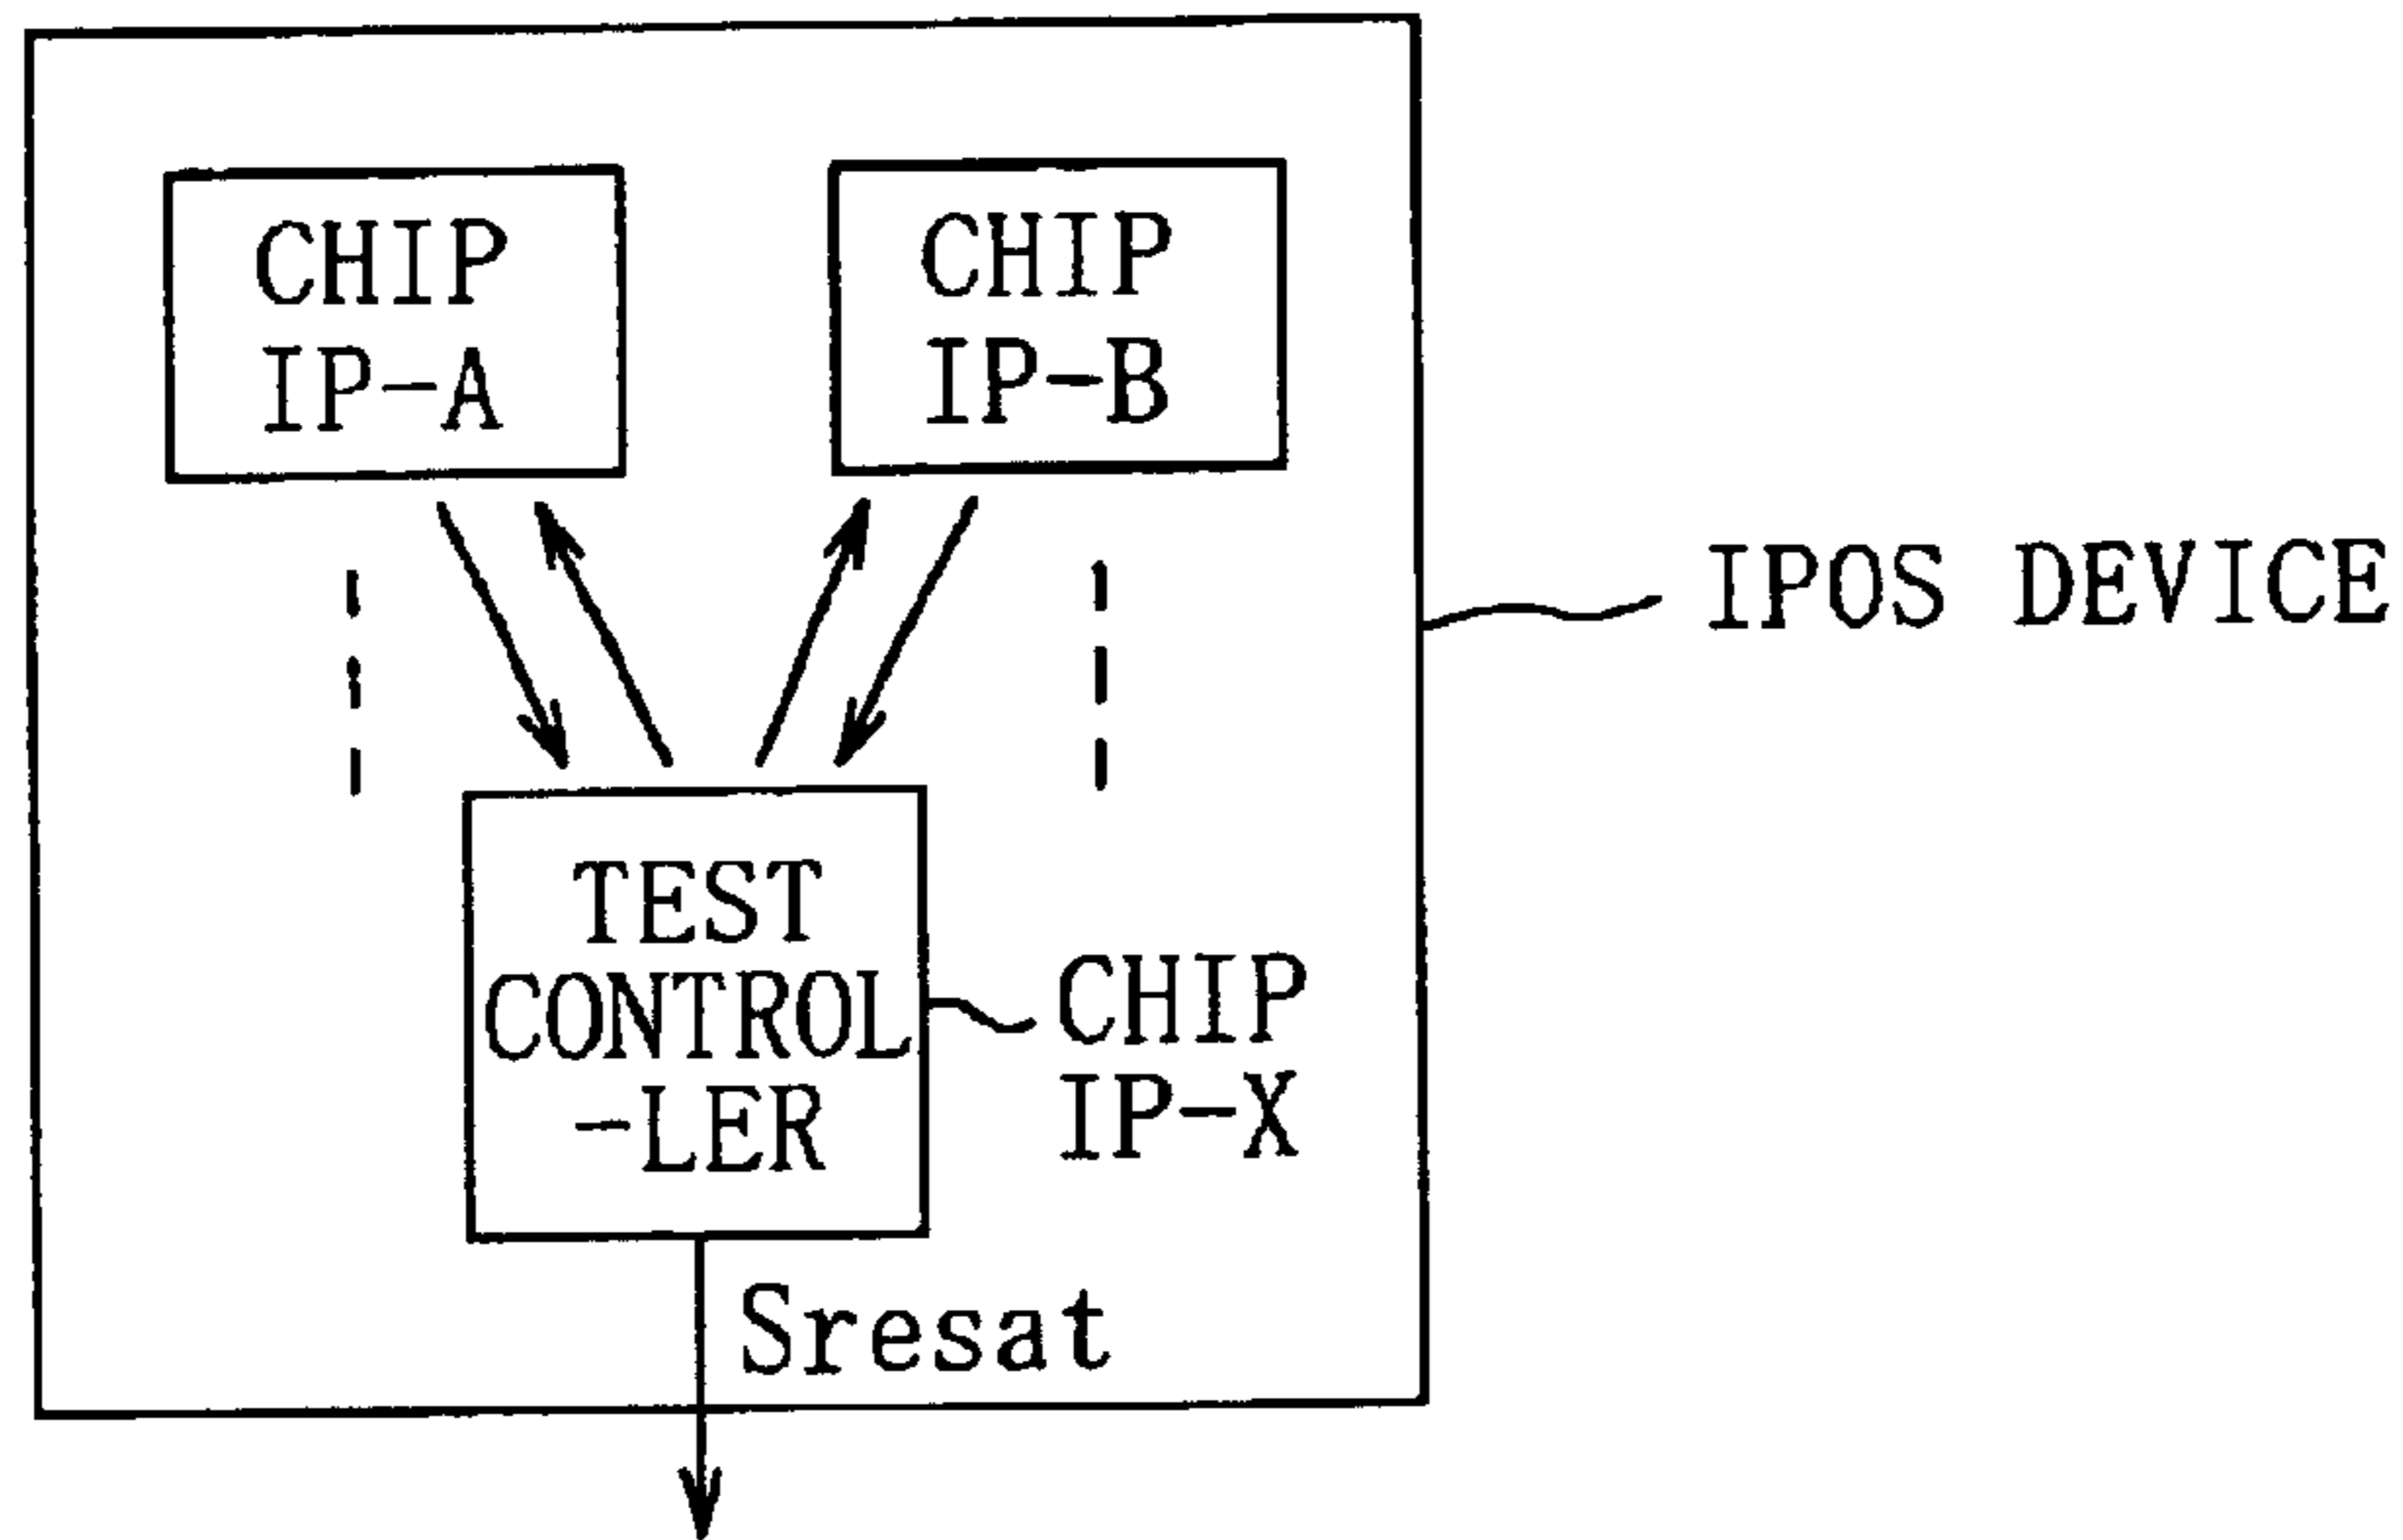 CHIP
IP-A
CHIP
IP-B
IPOS DEVICE
TEST
CONTROL
-LER
CHIP
IP-X
Sresat